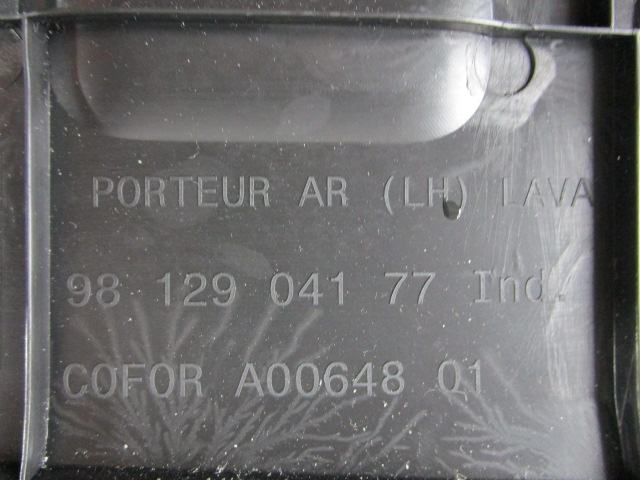 PORTEUR AR (LH) LAVA
98 129 041 77 Ind.
COFOR A00648 01